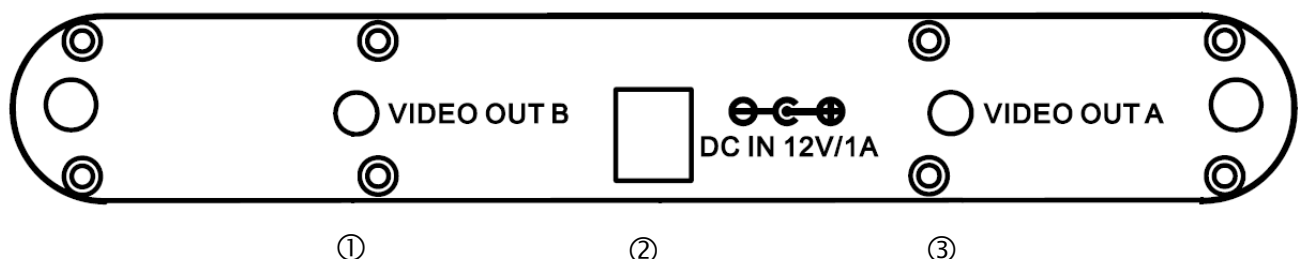 VIDEO OUT B
VIDEO OUT A
DC IN 12V/1A
① ② ③